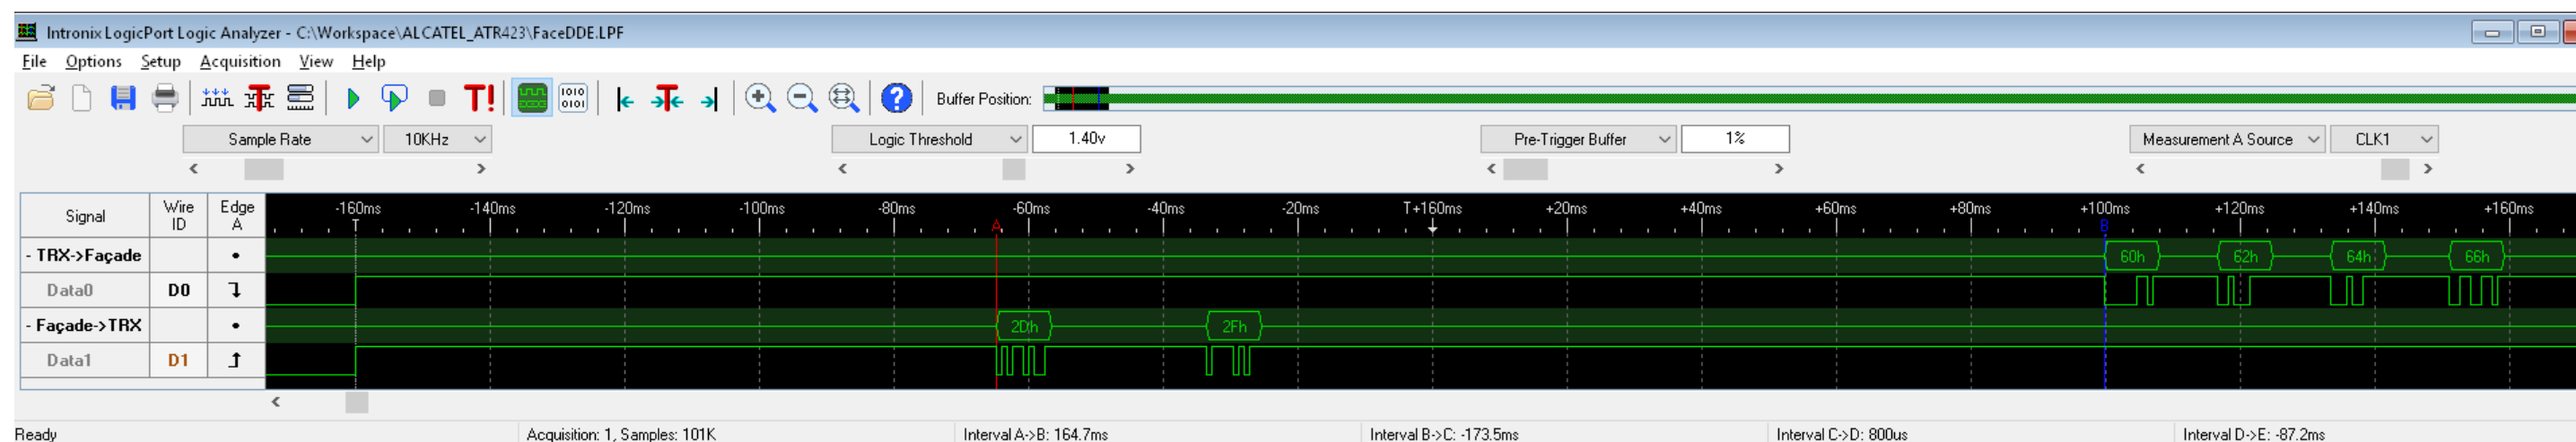 Intronix LogicPort Logic Analyzer - C:\Workspace\ALCATEL_ATR423\FaceDDE.LPF
File Options Setup Acquisition View Help
T! 1010 0101 ? Buffer Position:
Sample Rate 10KHz Logic Threshold 1.40v Pre-Trigger Buffer 1% Measurement A Source CLK1
Signal Wire ID Edge A -160ms -140ms -120ms -100ms -80ms -60ms -40ms -20ms T+160ms +20ms +40ms +60ms +80ms +100ms +120ms +140ms +160ms
T A B
- TRX->Façade 60h 62h 64h 66h
Data0 D0
- Façade->TRX 2Dh 2Fh
Data1 D1
Ready Acquisition: 1, Samples: 101K Interval A->B: 164.7ms Interval B->C: -173.5ms Interval C->D: 800us Interval D->E: -87.2ms